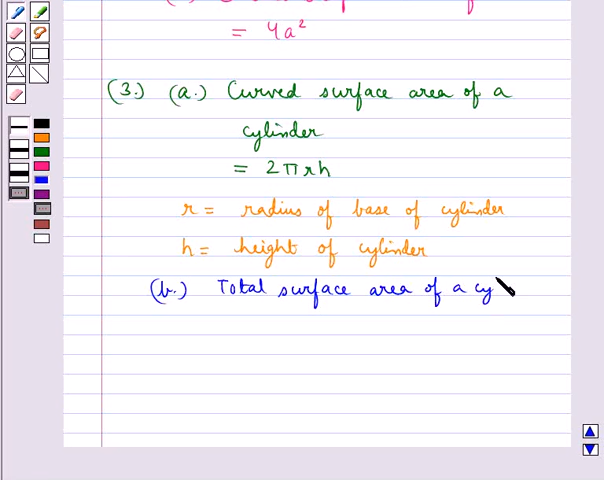 = 4a²
(3.) (a.) Curved surface area of a
cylinder
= 2πrh
r = radius of base of cylinder
h = height of cylinder
(b.) Total surface area of a cy